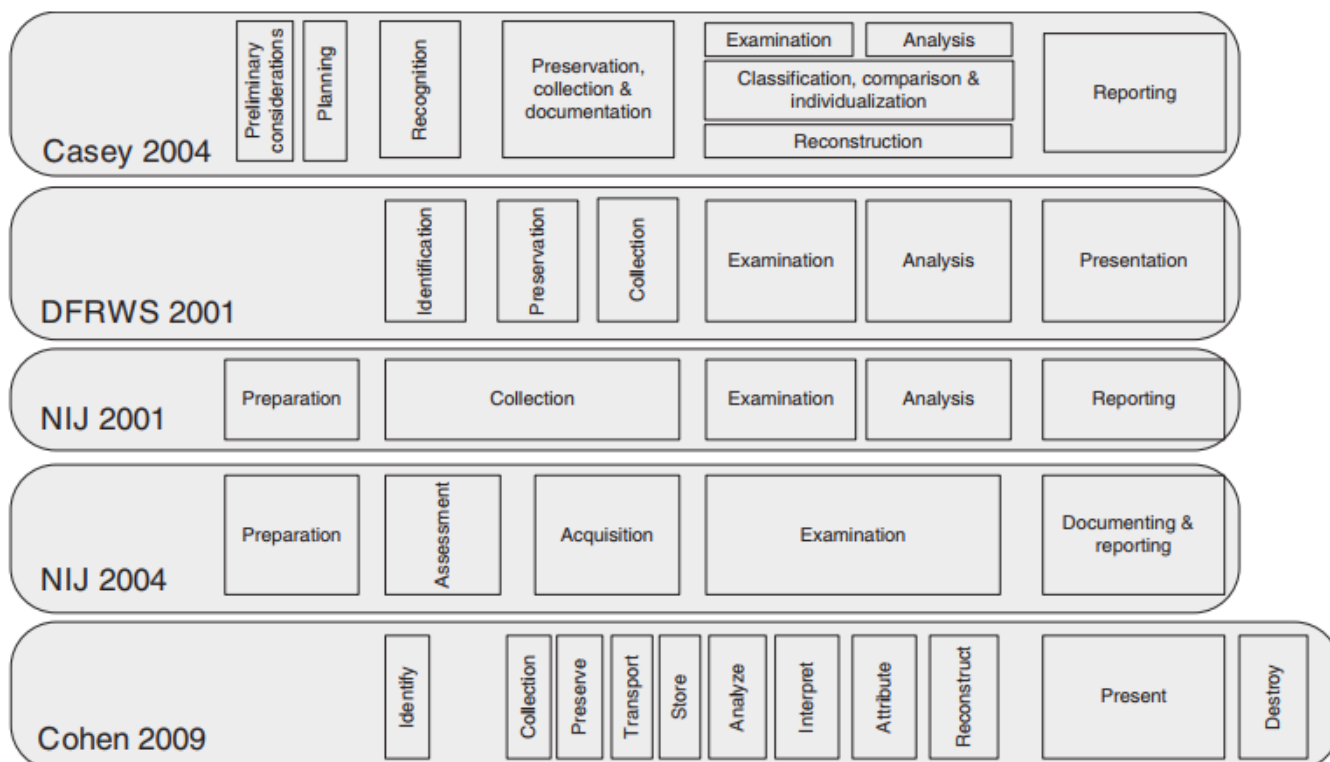 Preliminary
considerations
Planning
Recognition
Preservation,
collection &
documentation
Examination
Analysis
Classification, comparison &
individualization
Reconstruction
Reporting
Casey 2004
Identification
Preservation
Collection
Examination
Analysis
Presentation
DFRWS 2001
Preparation
Collection
Examination
Analysis
Reporting
NIJ 2001
Preparation
Assessment
Acquisition
Examination
Documenting &
reporting
NIJ 2004
Identify
Collection
Preserve
Transport
Store
Analyze
Interpret
Attribute
Reconstruct
Present
Destroy
Cohen 2009